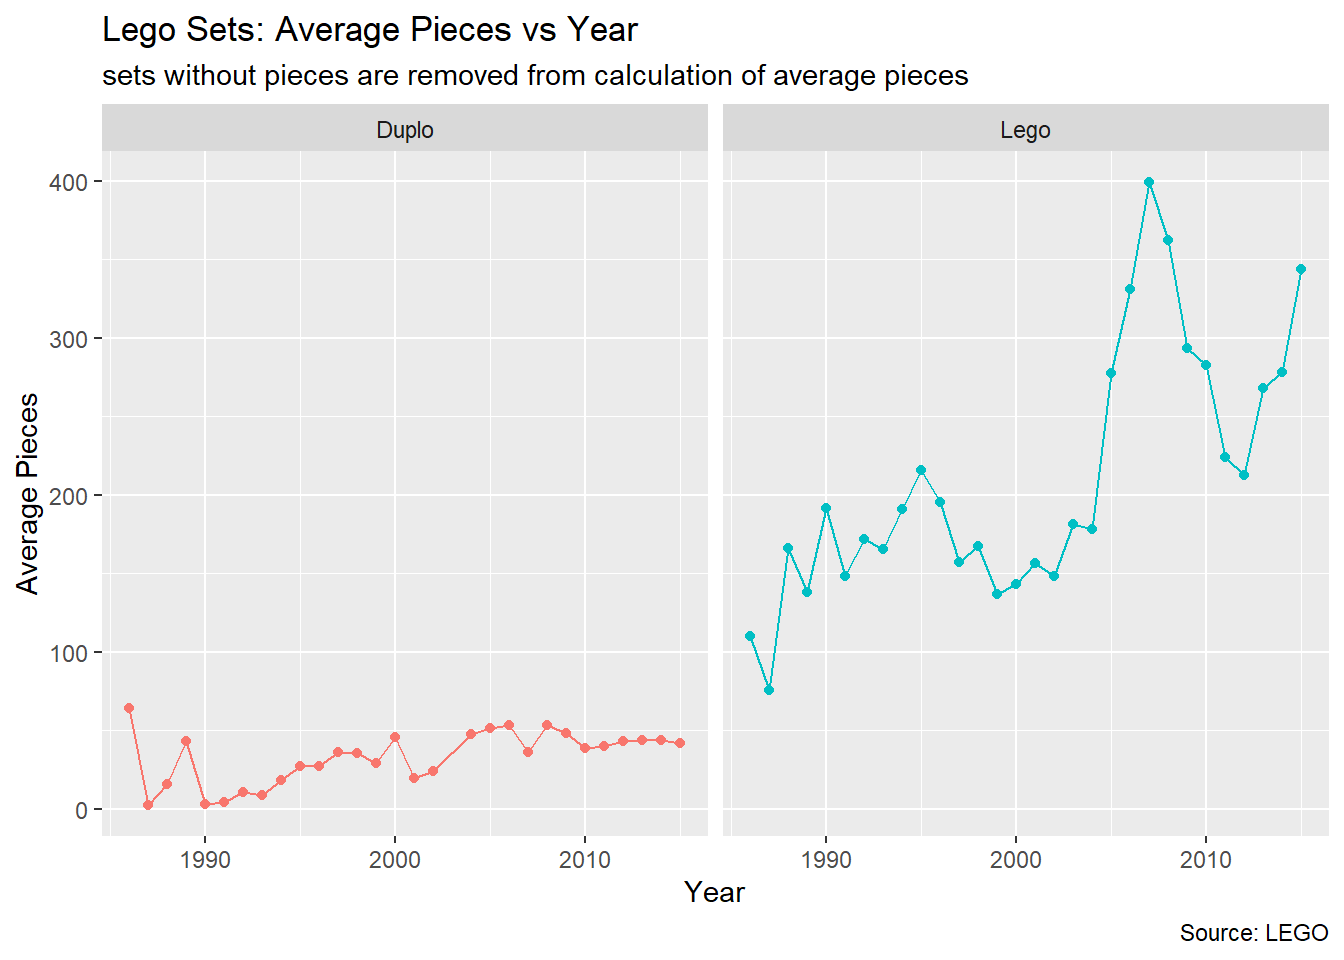 Lego Sets: Average Pieces vs Year
sets without pieces are removed from calculation of average pieces
Duplo
Lego
Average Pieces
400
300
200
100
0
1990
2000
2010
1990
2000
2010
Year
Source: LEGO